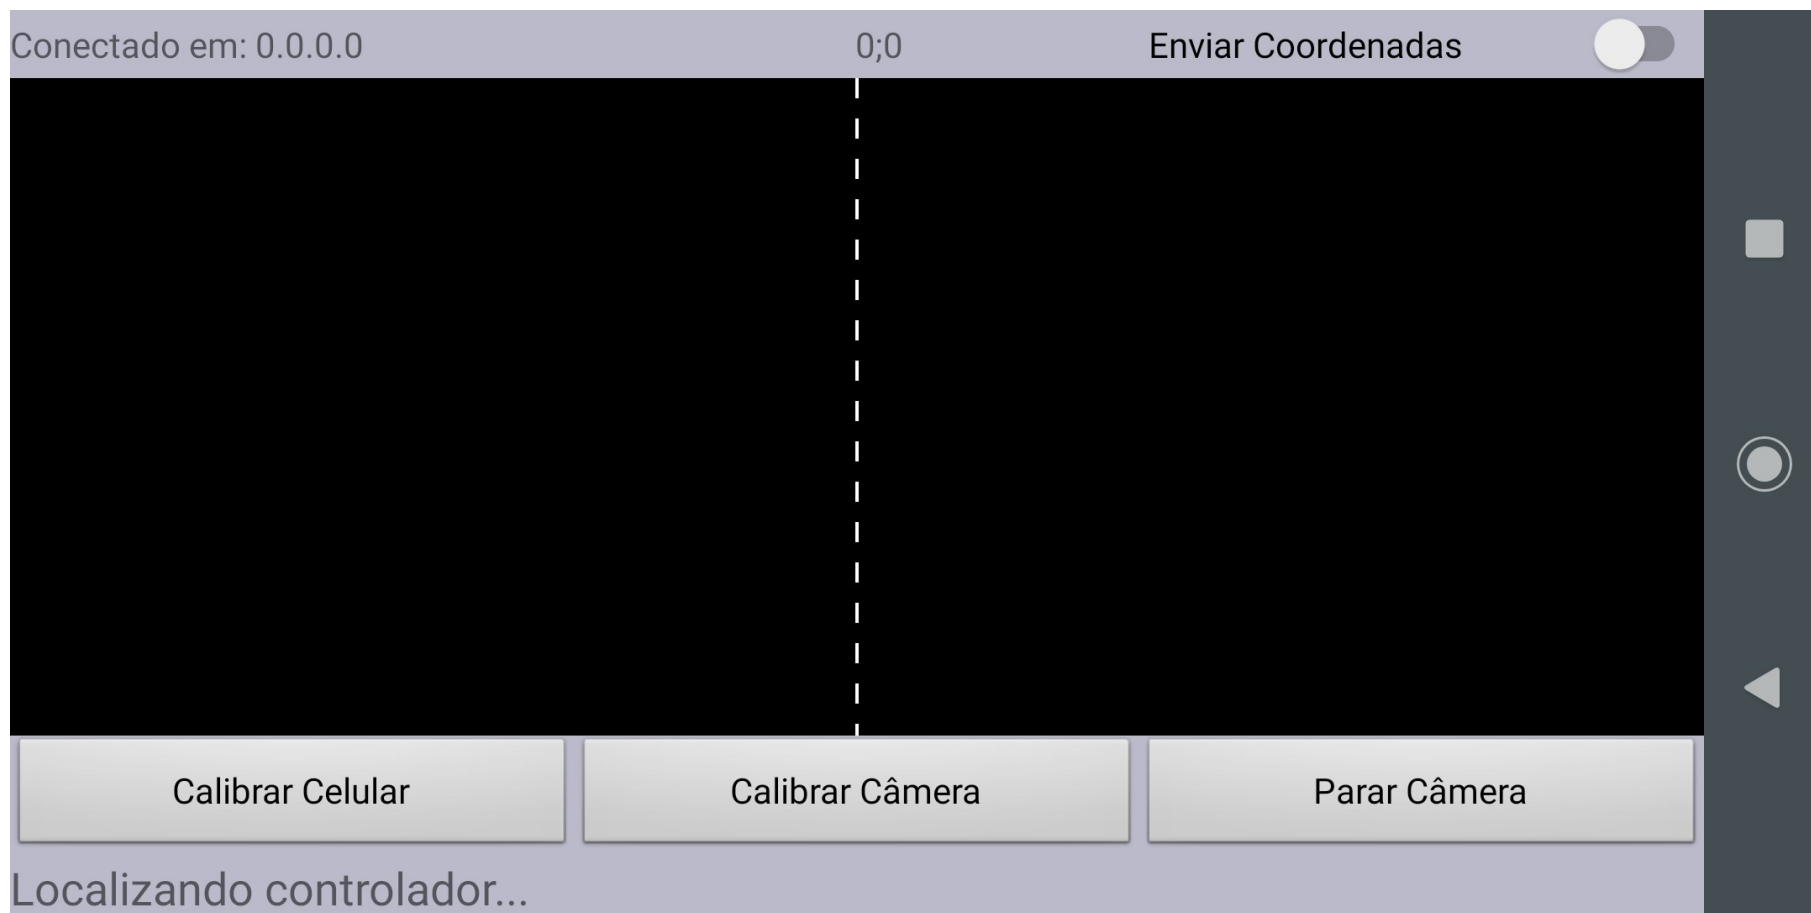 Conectado em: 0.0.0.0
0;0
Enviar Coordenadas
Calibrar Celular
Calibrar Câmera
Parar Câmera
Localizando controlador...